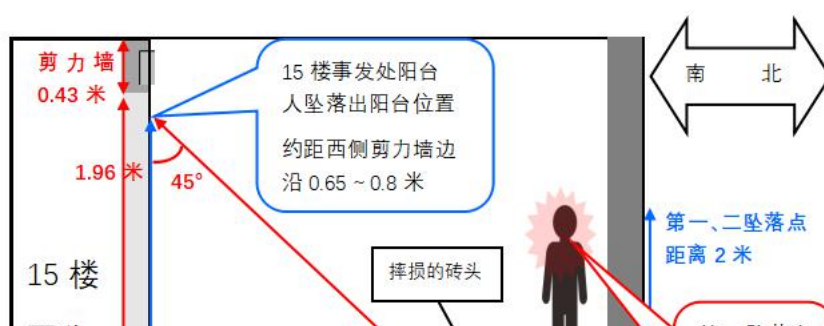 剪力墙
0.43 米
1.96 米
45°
15 楼事发处阳台
人坠落出阳台位置
约距西侧剪力墙边
沿 0.65 ~ 0.8 米
南 北
第一、二坠落点
距离 2 米
摔损的砖头
15 楼